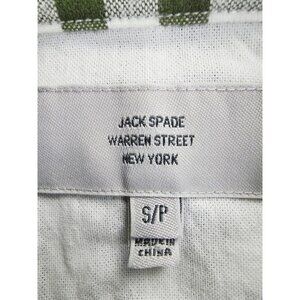 JACK SPADE
WARREN STREET
NEW YORK
S/P
MADE IN
CHINA